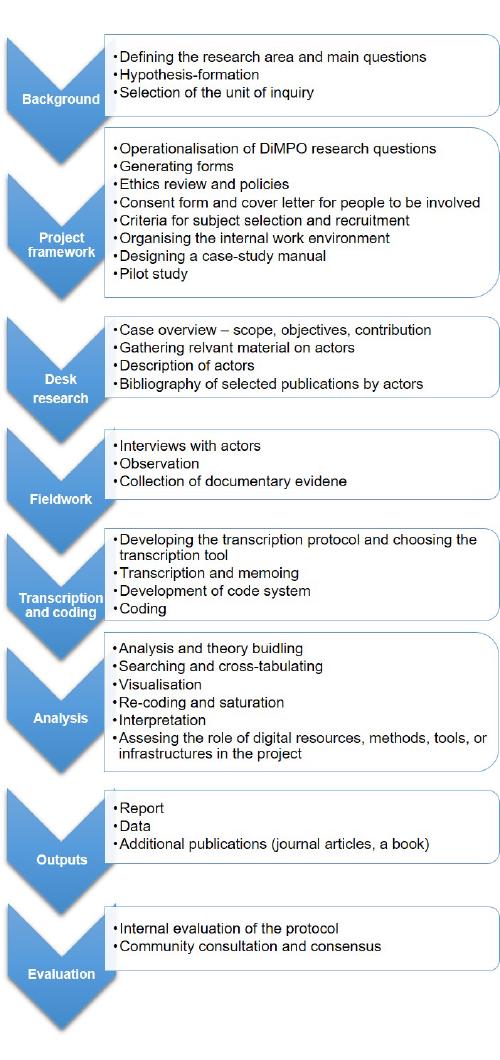 Background
•Defining the research area and main questions
•Hypothesis-formation
•Selection of the unit of inquiry
Project
framework
•Operationalisation of DiMPO research questions
•Generating forms
•Ethics review and policies
•Consent form and cover letter for people to be involved
•Criteria for subject selection and recruitment
•Organising the internal work environment
•Designing a case-study manual
•Pilot study
Desk
research
•Case overview – scope, objectives, contribution
•Gathering relvant material on actors
•Description of actors
•Bibliography of selected publications by actors
Fieldwork
•Interviews with actors
•Observation
•Collection of documentary evidene
Transcription
and coding
•Developing the transcription protocol and choosing the
transcription tool
•Transcription and memoing
•Development of code system
•Coding
Analysis
•Analysis and theory buidling
•Searching and cross-tabulating
•Visualisation
•Re-coding and saturation
•Interpretation
•Assesing the role of digital resources, methods, tools, or
infrastructures in the project
Outputs
•Report
•Data
•Additional publications (journal articles, a book)
Evaluation
•Internal evaluation of the protocol
•Community consultation and consensus